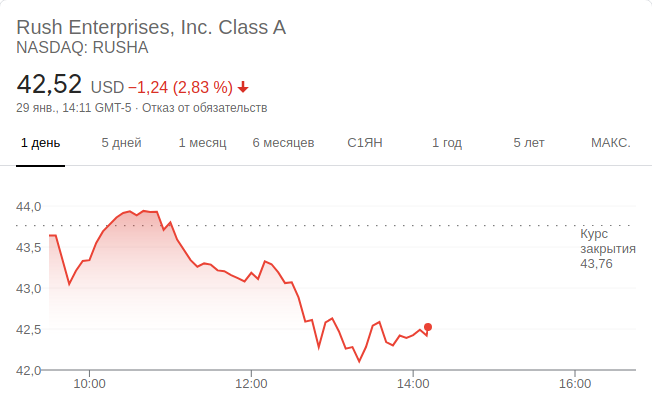 Rush Enterprises, Inc. Class A
NASDAQ: RUSHA
42,52 USD −1,24 (2,83 %)
29 янв., 14:11 GMT-5 · Отказ от обязательств
1 день 5 дней 1 месяц 6 месяцев С1ЯН 1 год 5 лет МАКС.
44,0
Курс
закрытия
43,76
43,5
43,0
42,5
42,0
10:00 12:00 14:00 16:00